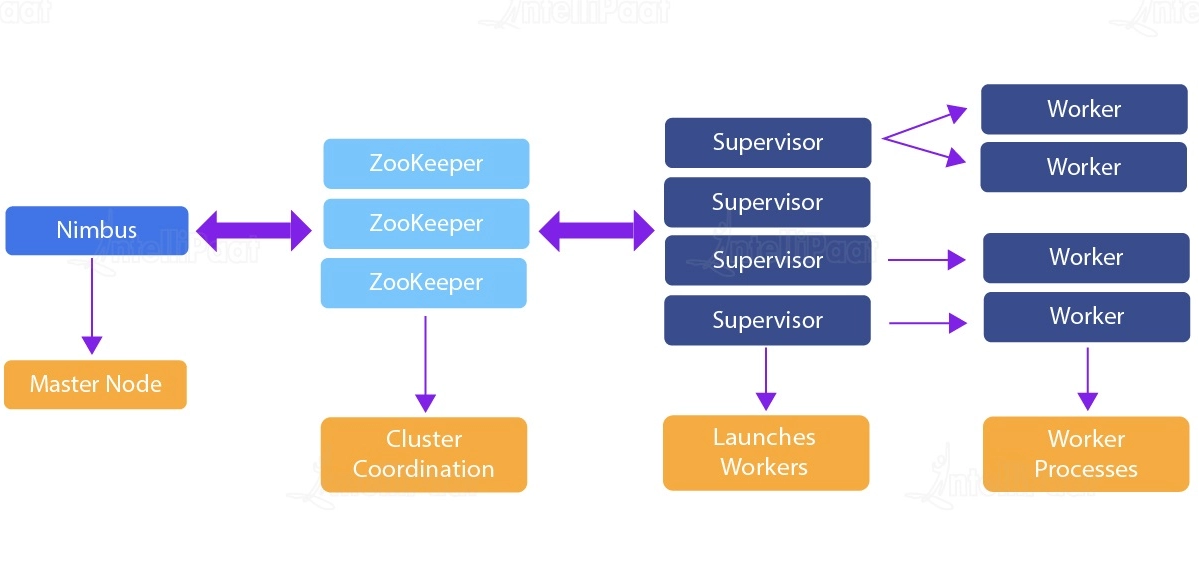 Nimbus
Master Node
ZooKeeper
ZooKeeper
ZooKeeper
Cluster
Coordination
Supervisor
Supervisor
Supervisor
Supervisor
Launches
Workers
Worker
Worker
Worker
Worker
Worker
Processes